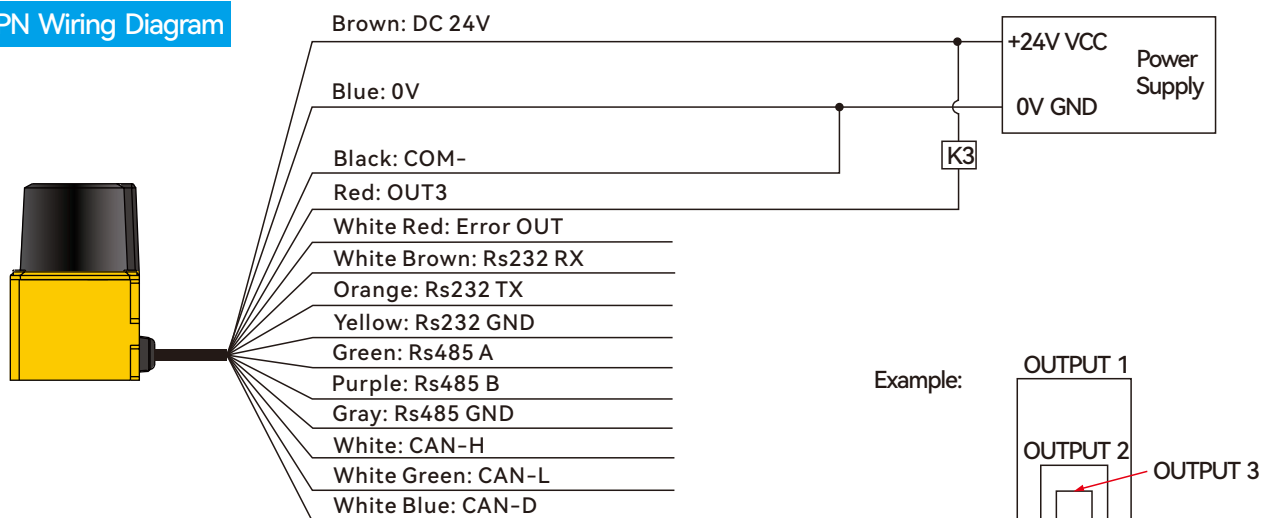 PN Wiring Diagram
Brown: DC 24V
+24V VCC
Power
Supply
Blue: 0V
0V GND
Black: COM-
K3
Red: OUT3
White Red: Error OUT
White Brown: Rs232 RX
Orange: Rs232 TX
Yellow: Rs232 GND
Green: Rs485 A
Purple: Rs485 B
Gray: Rs485 GND
White: CAN-H
White Green: CAN-L
White Blue: CAN-D
Example:
OUTPUT 1
OUTPUT 2
OUTPUT 3